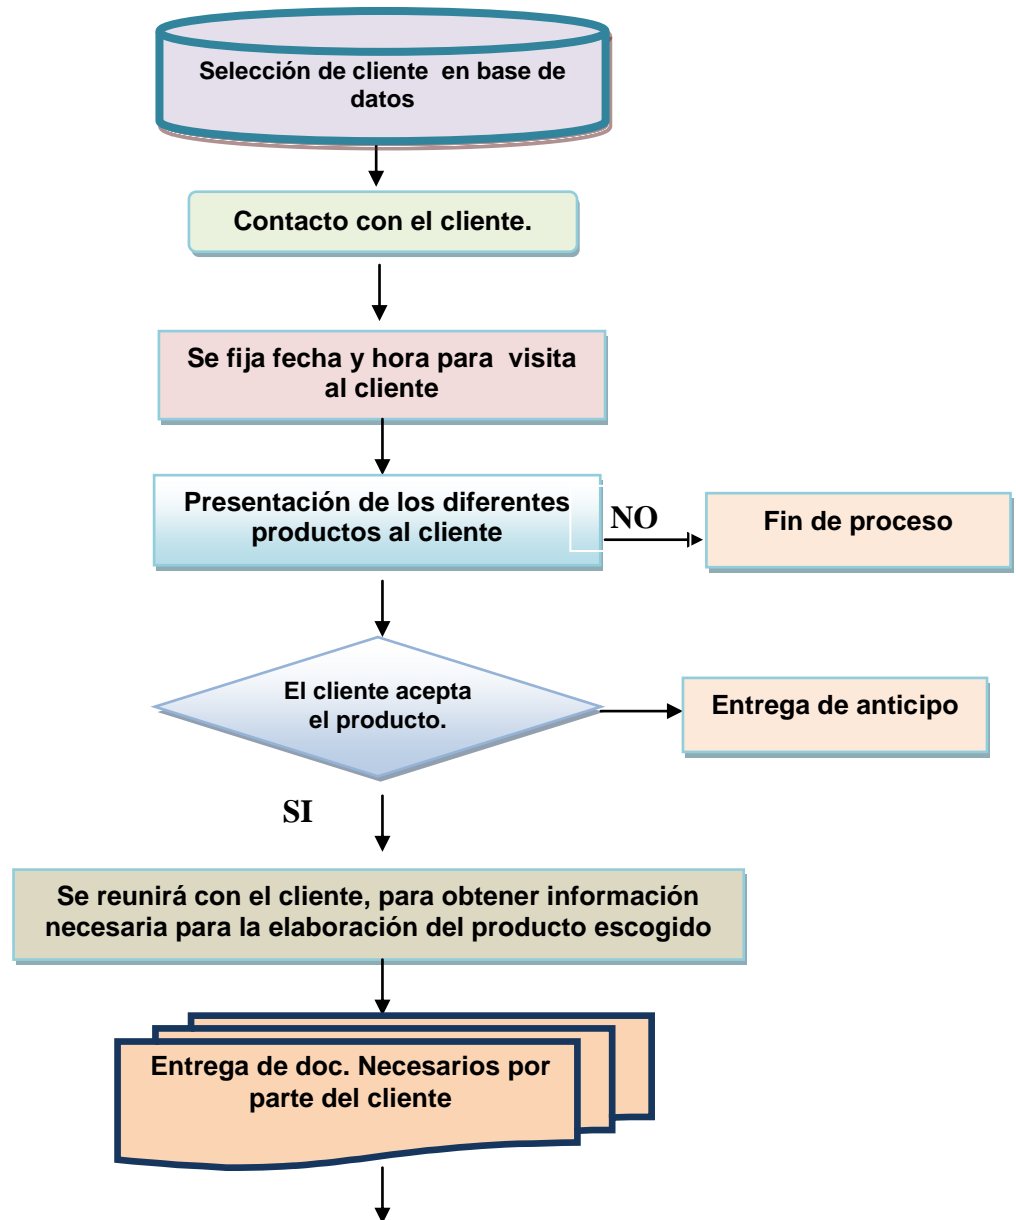 Selección de cliente en base de
datos
Contacto con el cliente.
Se fija fecha y hora para visita
al cliente
Presentación de los diferentes
productos al cliente
NO
Fin de proceso
El cliente acepta
el producto.
Entrega de anticipo
SI
Se reunirá con el cliente, para obtener información
necesaria para la elaboración del producto escogido
Entrega de doc. Necesarios por
parte del cliente